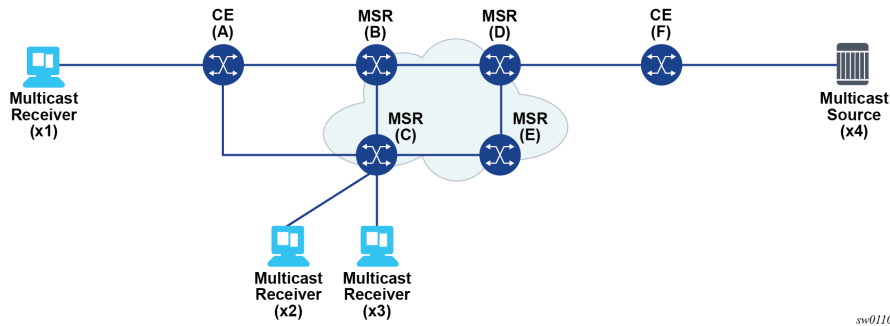 CE
(A)
MSR
(B)
MSR
(D)
CE
(F)
Multicast
Receiver
(x1)
MSR
(C)
MSR
(E)
Multicast
Source
(x4)
Multicast
Receiver
(x2)
Multicast
Receiver
(x3)